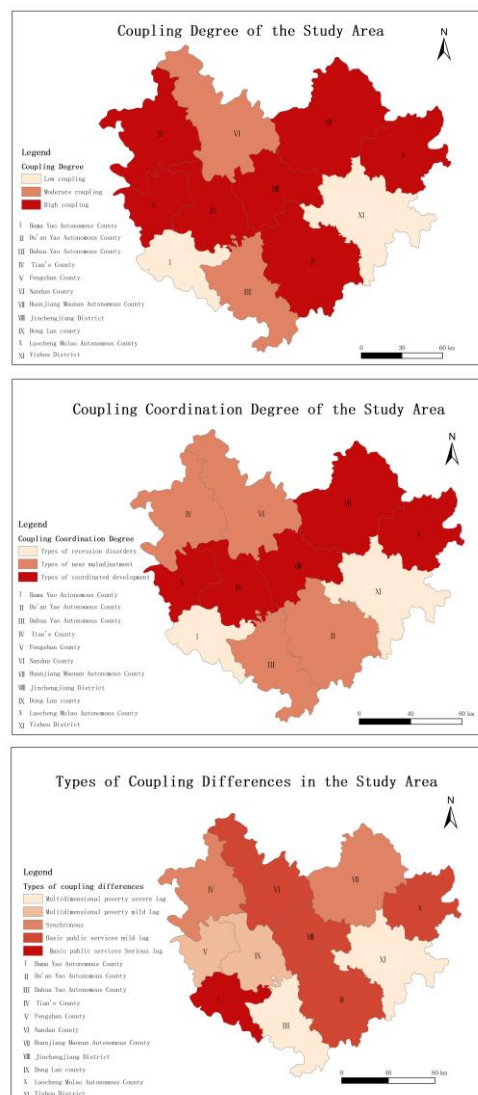 Coupling Degree of the Study Area
N
IV
VI
VII
X
V
IX
VIII
XI
I
III
II
Legend
Coupling Degree
Low coupling
Moderate coupling
High coupling
I Bama Yao Autonomous County
II Du'an Yao Autonomous County
III Dahua Yao Autonomous County
IV Tian'e County
V Fengshan County
VI Nandan County
VII Huanjiang Maonan Autonomous County
VIII Jinchengjiang District
IX Dong Lan county
X Luocheng Mulao Autonomous County
XI Yizhou District
0 30 60 km
Coupling Coordination Degree of the Study Area
N
IV
VI
VII
X
V
IX
VIII
XI
I
III
II
Legend
Coupling Coordination Degree
Types of recession disorders
Types of near maladjustment
Types of coordinated development
I Bama Yao Autonomous County
II Du'an Yao Autonomous County
III Dahua Yao Autonomous County
IV Tian'e County
V Fengshan County
VI Nandan County
VII Huanjiang Maonan Autonomous County
VIII Jinchengjiang District
IX Dong Lan county
X Luocheng Mulao Autonomous County
XI Yizhou District
0 40 80 km
Types of Coupling Differences in the Study Area
N
IV
VI
VII
X
V
IX
VIII
XI
I
III
II
Legend
Types of coupling differences
Multidimensional poverty severe lag
Multidimensional poverty mild lag
Synchronous
Basic public services mild lag
Basic public services Serious lag
I Bama Yao Autonomous County
II Du'an Yao Autonomous County
III Dahua Yao Autonomous County
IV Tian'e County
V Fengshan County
VI Nandan County
VII Huanjiang Maonan Autonomous County
VIII Jinchengjiang District
IX Dong Lan county
X Luocheng Mulao Autonomous County
XI Yizhou District